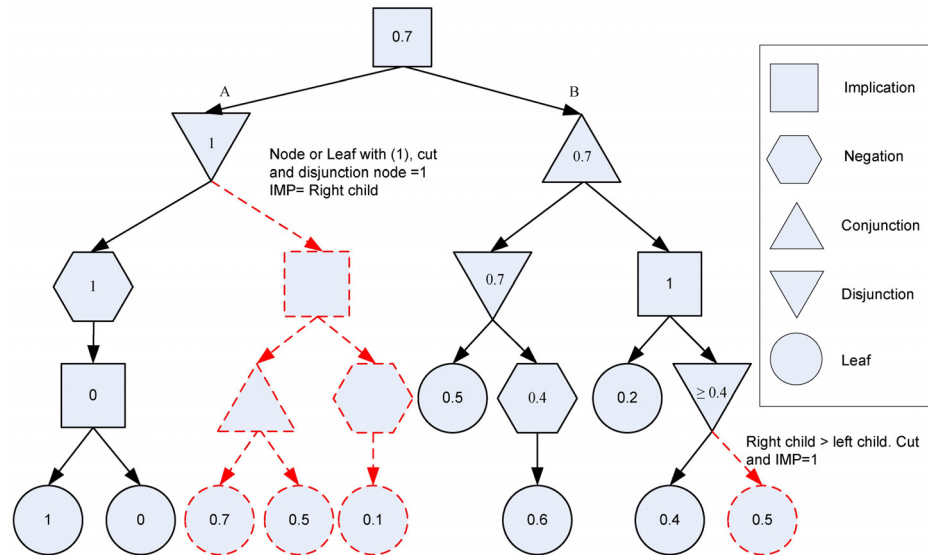 0.7
A
B
1
Node or Leaf with (1), cut
and disjunction node =1
IMP= Right child
0.7
1
0.7
1
0
0.5
0.4
0.2
≥ 0.4
Right child > left child. Cut
and IMP=1
1
0
0.7
0.5
0.1
0.6
0.4
0.5
Implication
Negation
Conjunction
Disjunction
Leaf